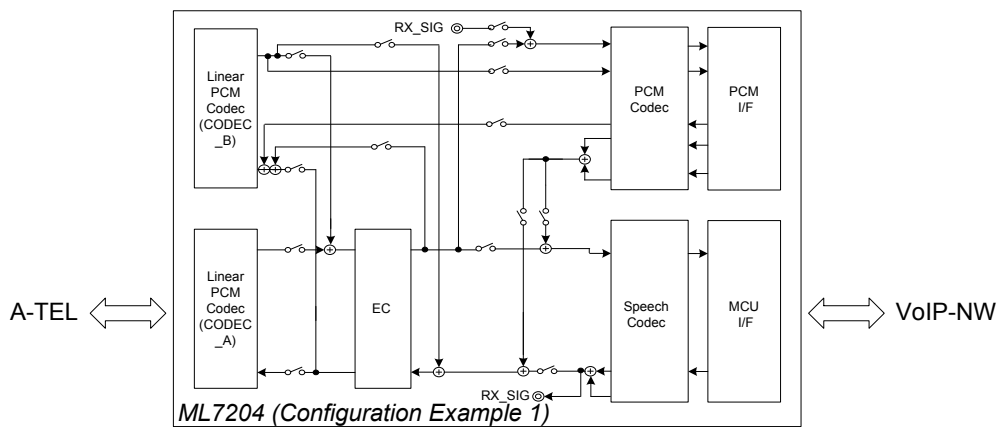 RX_SIG
Linear
PCM
Codec
(CODEC
_B)
PCM
Codec
PCM
I/F
A-TEL
Linear
PCM
Codec
(CODEC
_A)
EC
Speech
Codec
MCU
I/F
VoIP-NW
RX_SIG
ML7204 (Configuration Example 1)